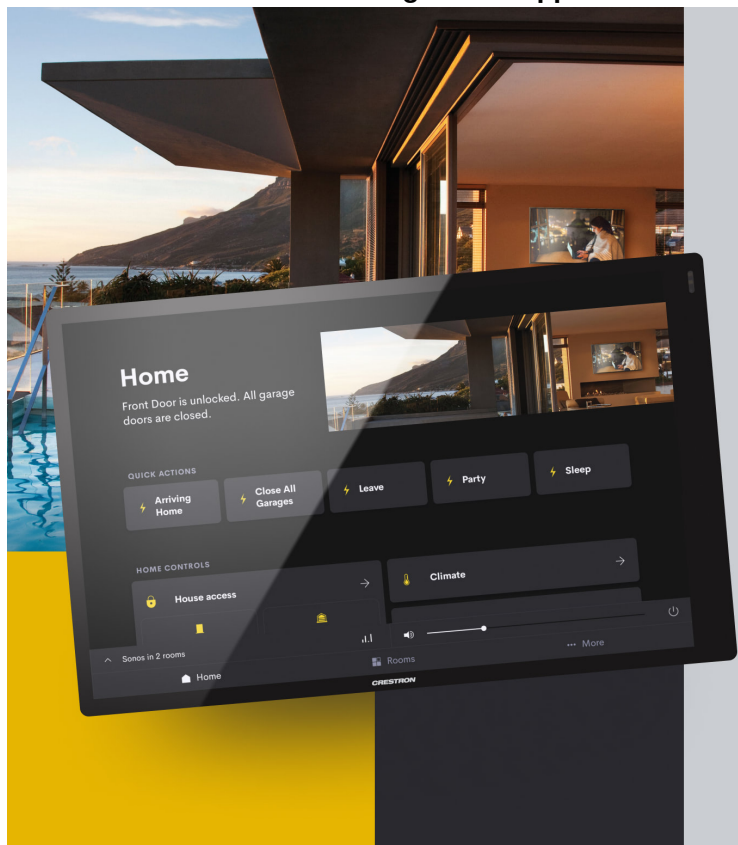 Home
Front Door is unlocked. All garage
doors are closed.
QUICK ACTIONS
Arriving
Home
Close All
Garages
Leave
Party
Sleep
HOME CONTROLS
House access
Climate
Sonos in 2 rooms
Home
Rooms
More
CRESTRON